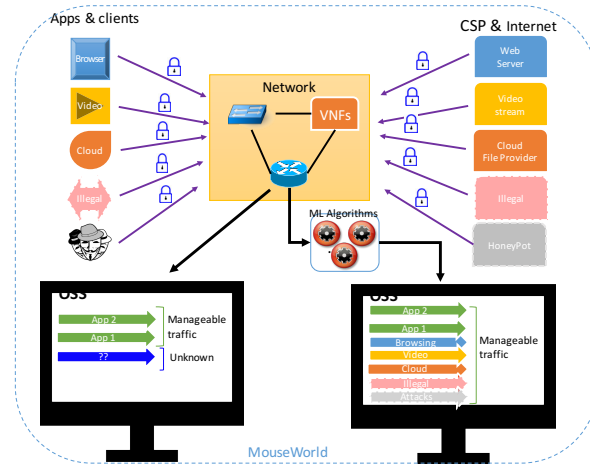 Apps & clients
CSP & Internet
Browser
Web
Server
Network
Video
VNFs
Video
stream
Cloud
Cloud
File Provider
Illegal
Illegal
ML Algorithms
HoneyPot
OSS
App 2
Manageable
traffic
App 1
??
Unknown
OSS
App 2
App 1
Manageable
traffic
Browsing
Video
Cloud
Illegal
Attacks
MouseWorld